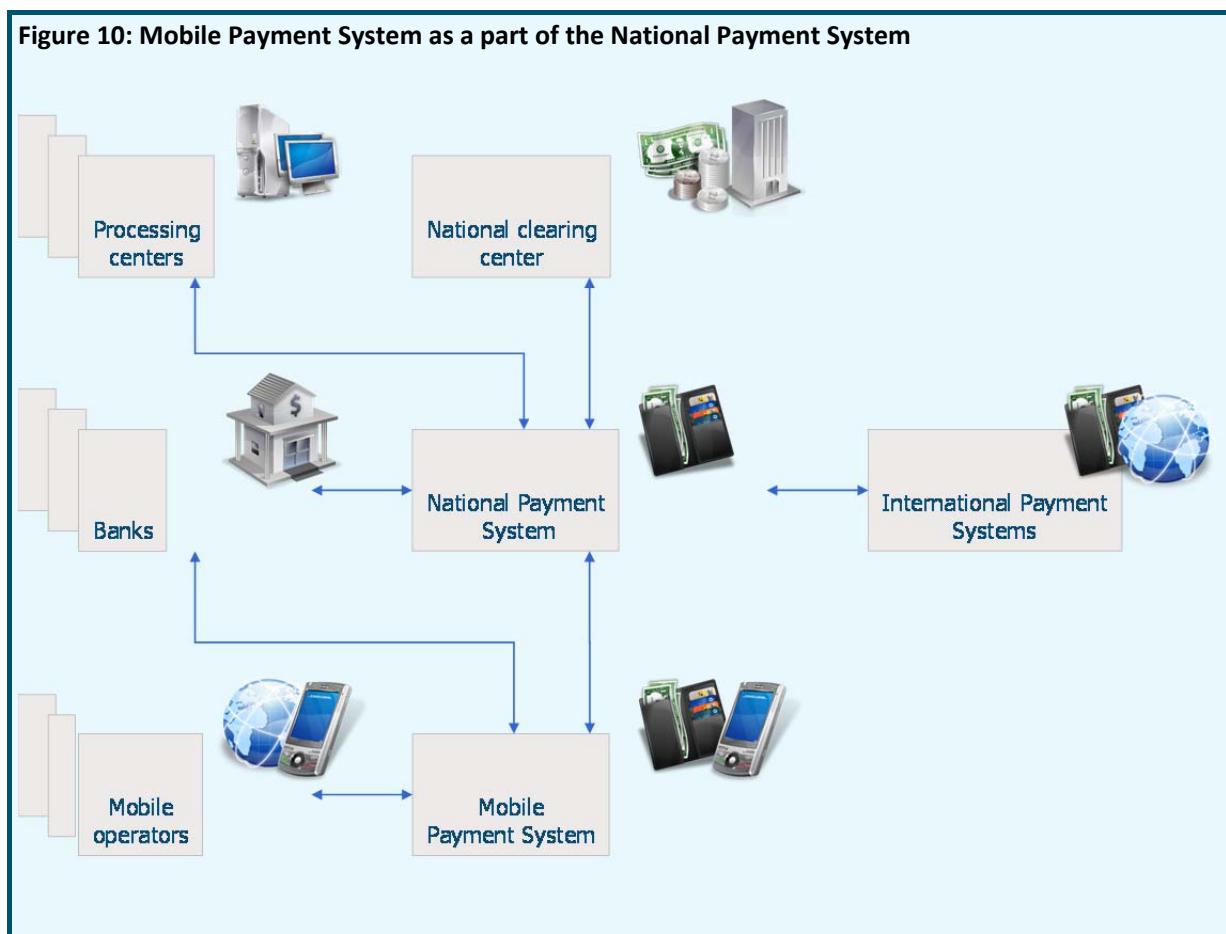 Figure 10: Mobile Payment System as a part of the National Payment System
Processing
centers
National clearing
center
Banks
National Payment
System
International Payment
Systems
Mobile
operators
Mobile
Payment System